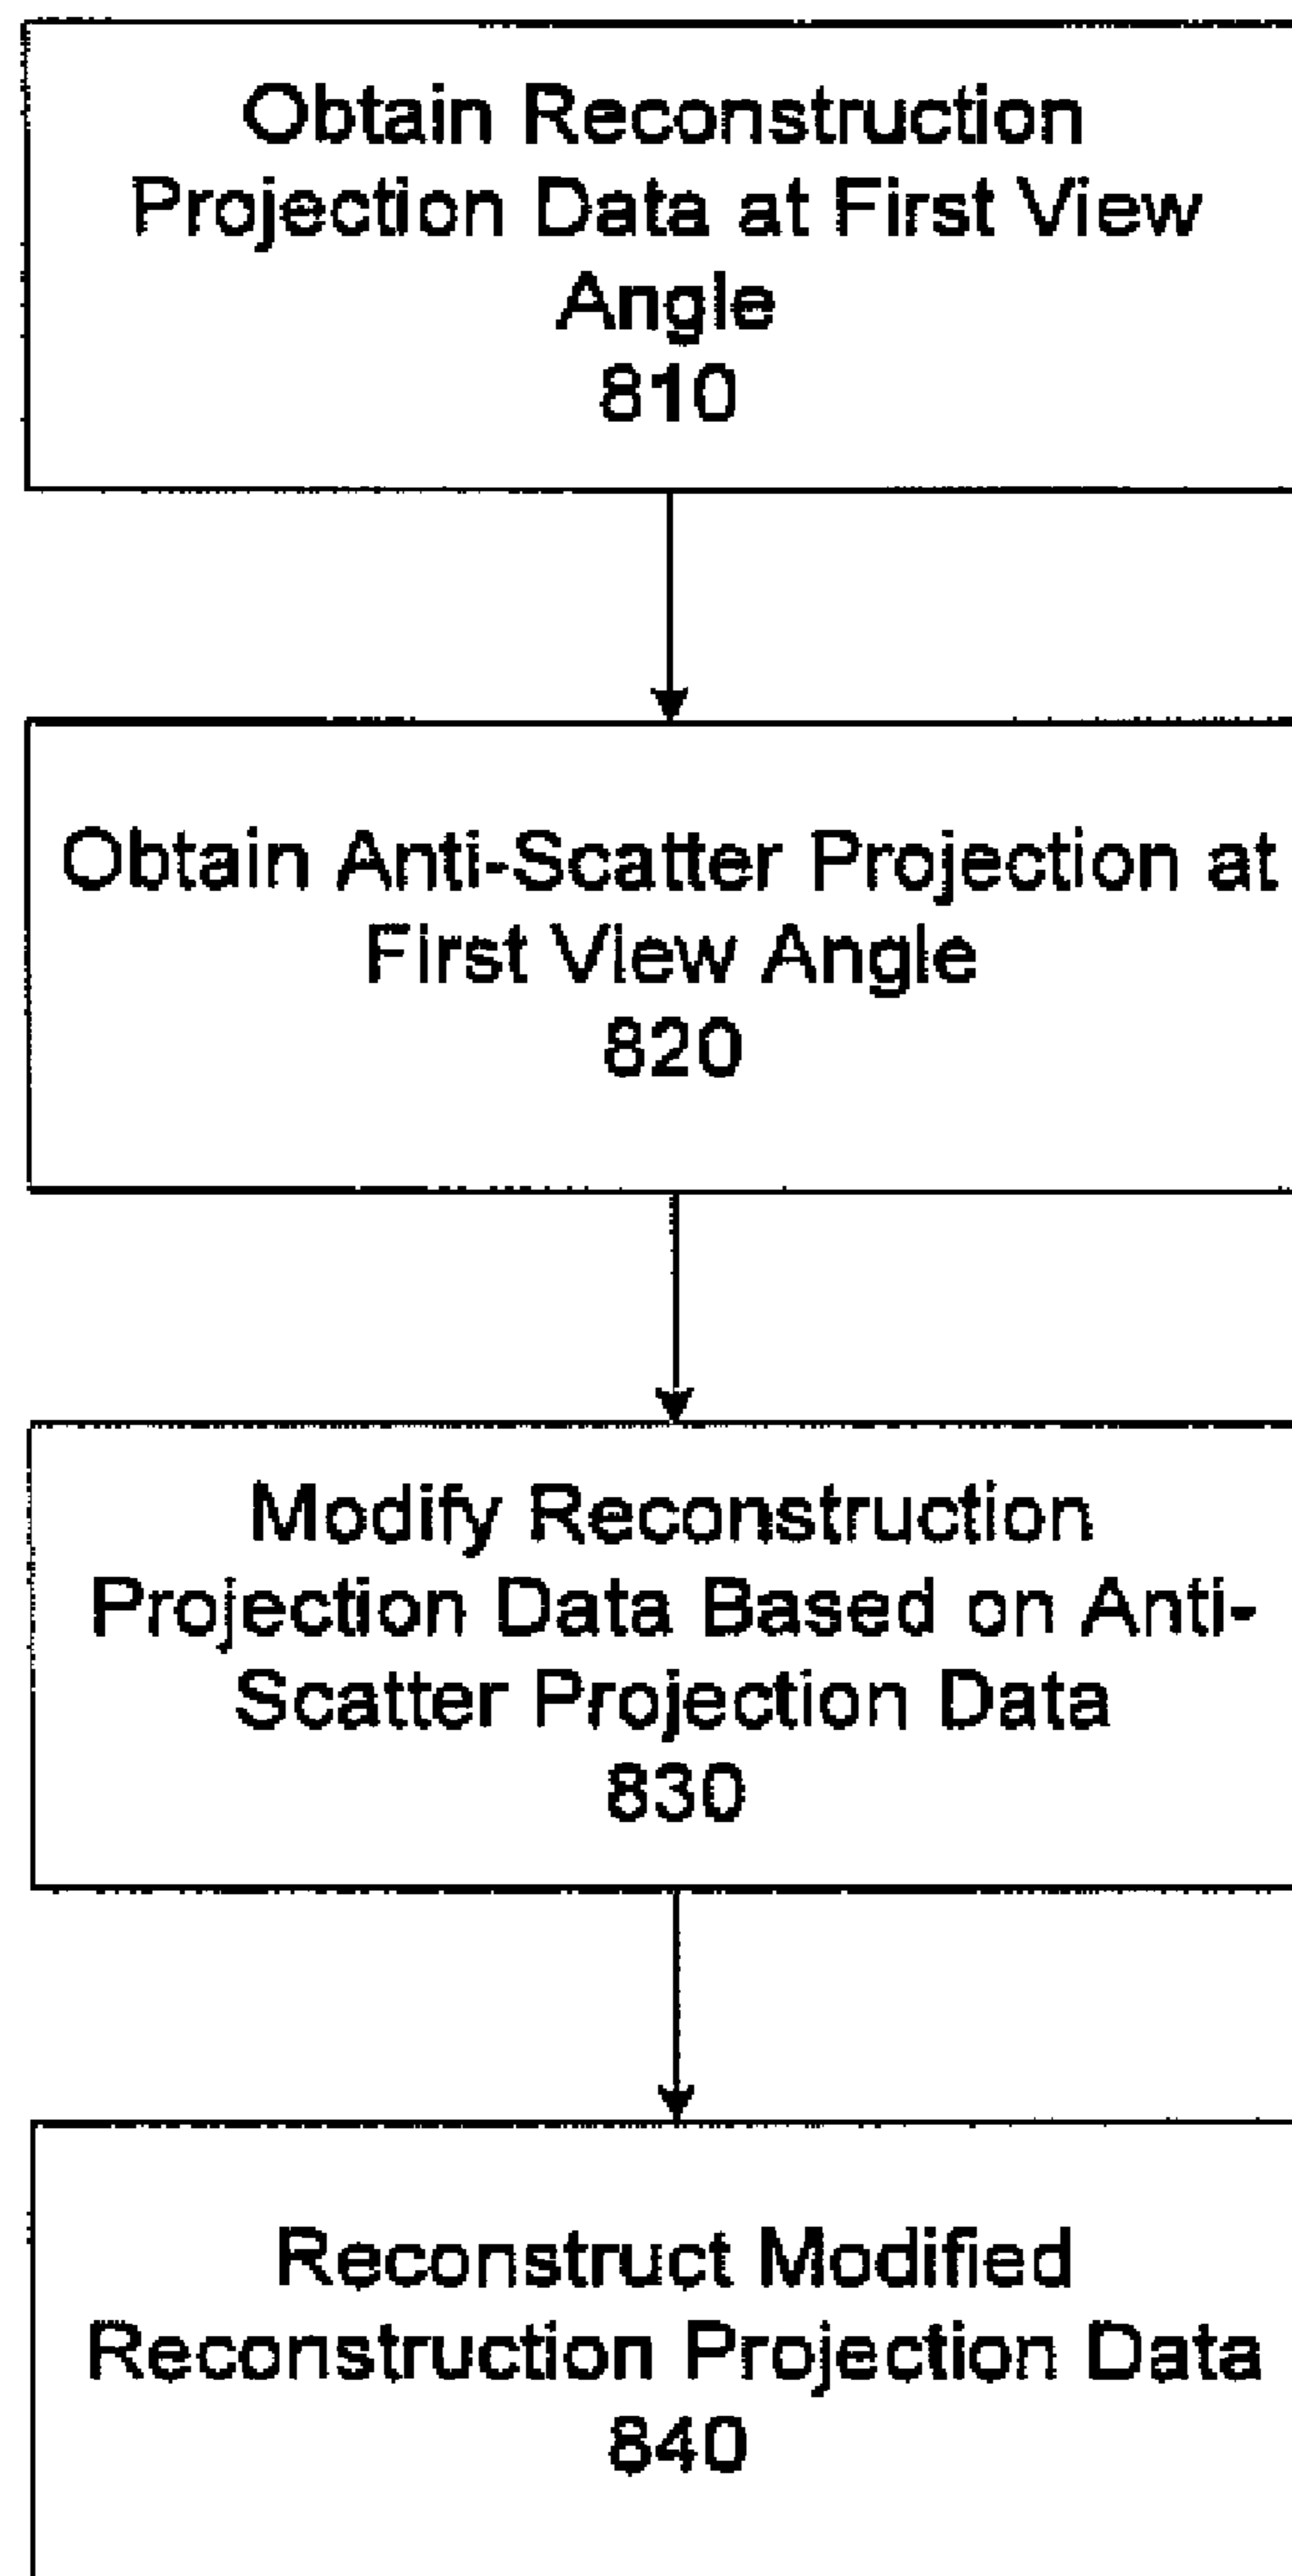 Obtain Reconstruction
Projection Data at First View
Angle
810
Obtain Anti-Scatter Projection at
First View Angle
820
Modify Reconstruction
Projection Data Based on Anti-
Scatter Projection Data
830
Reconstruct Modified
Reconstruction Projection Data
840